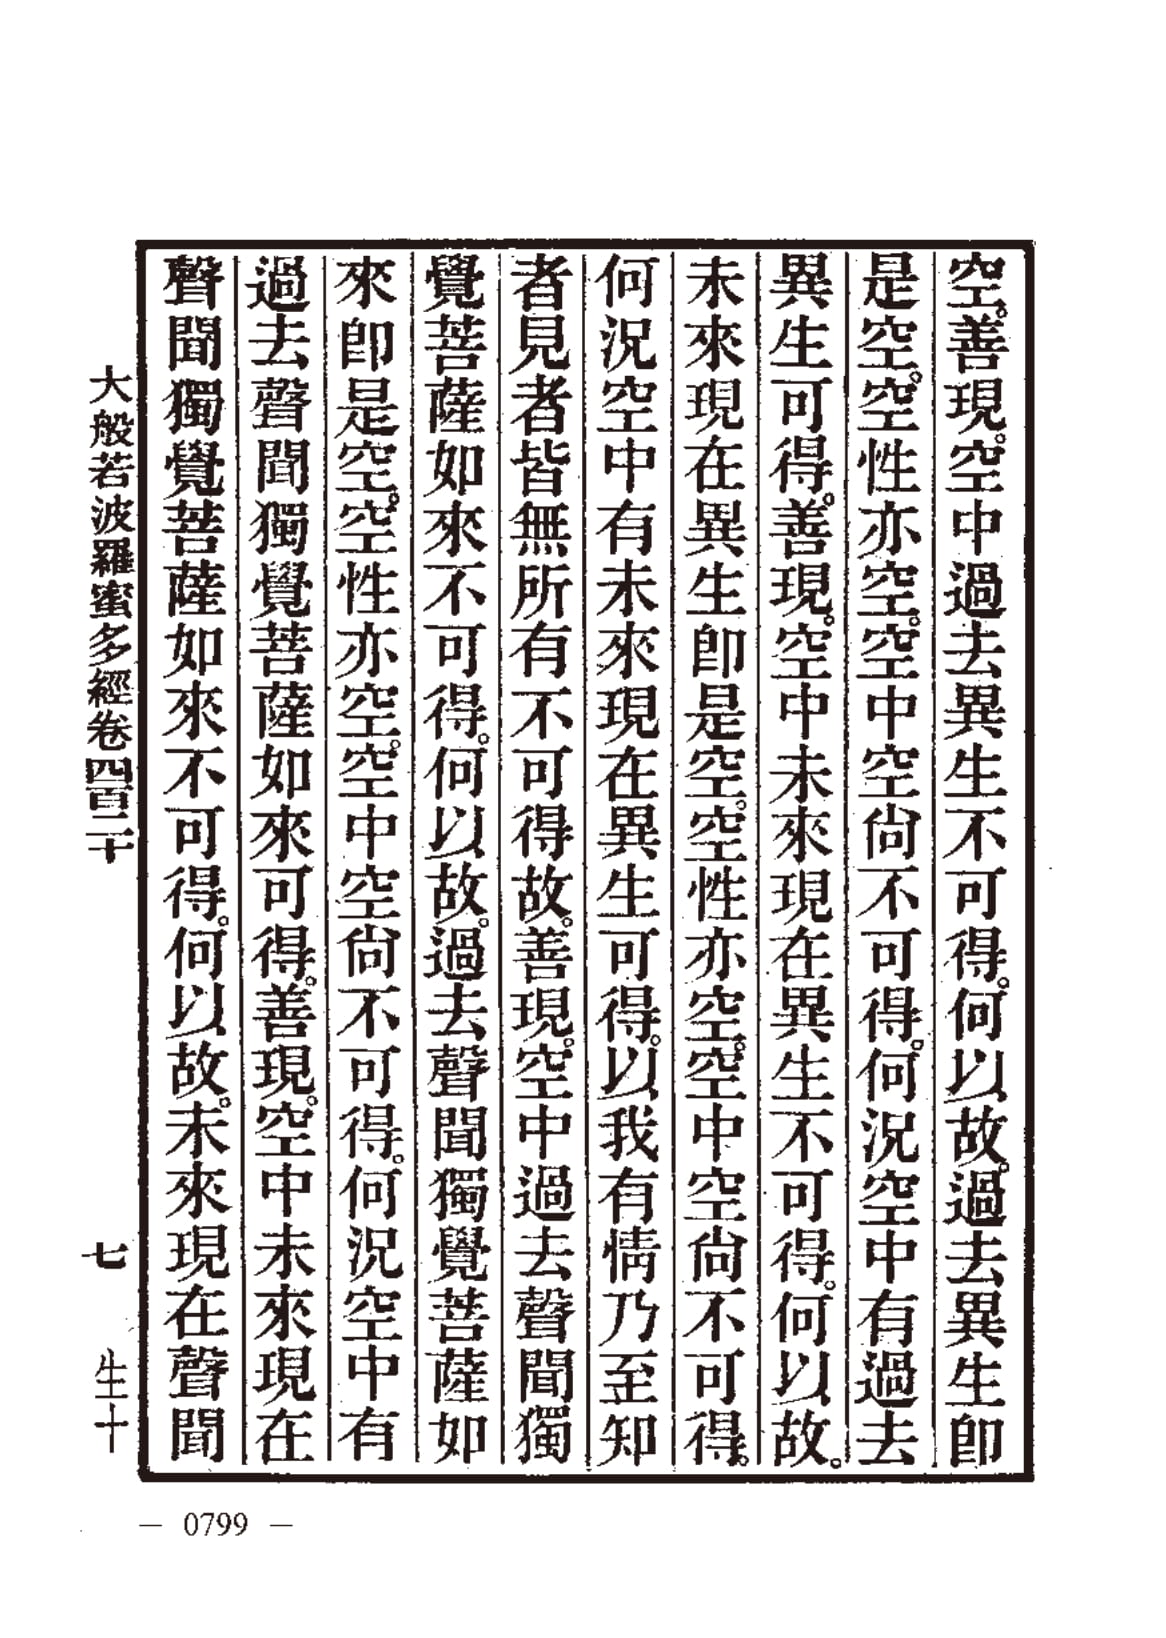 空。善現。空中過去異生不可得。何以故。過去異生卽
是空。空性亦空。空中空尙不可得。何況空中有過去
異生可得。善現。空中未來現在異生不可得。何以故。
未來現在異生卽是空。空性亦空。空中空尙不可得。
何況空中有未來現在異生可得。以我有情乃至知
者見者皆無所有不可得故。善現。空中過去聲聞獨
覺菩薩如來不可得。何以故。過去聲聞獨覺菩薩如
來卽是空。空性亦空。空中空尙不可得。何況空中有
過去聲聞獨覺菩薩如來可得。善現。空中未來現在
聲聞獨覺菩薩如來不可得。何以故。未來現在聲聞
大般若波羅蜜多經卷四百二十 七 生十
— 0799 —